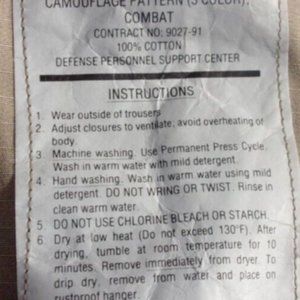 CAMOUFLAGE PATTERN (3 COLOR),
COMBAT
CONTRACT NO: 9027-91
100% COTTON
DEFENSE PERSONNEL SUPPORT CENTER
INSTRUCTIONS
1. Wear outside of trousers
2. Adjust closures to ventilate, avoid overheating of
body.
3. Machine washing. Use Permanent Press Cycle.
Wash in warm water with mild detergent.
4. Hand washing. Wash in warm water using mild
detergent. DO NOT WRING OR TWIST. Rinse in
clean warm water.
5. DO NOT USE CHLORINE BLEACH OR STARCH.
6. Dry at low heat (Do not exceed 130°F). After
drying, tumble at room temperature for 10
minutes. Remove immediately from dryer. To
drip dry, remove from water and place on
rustproof hanger.